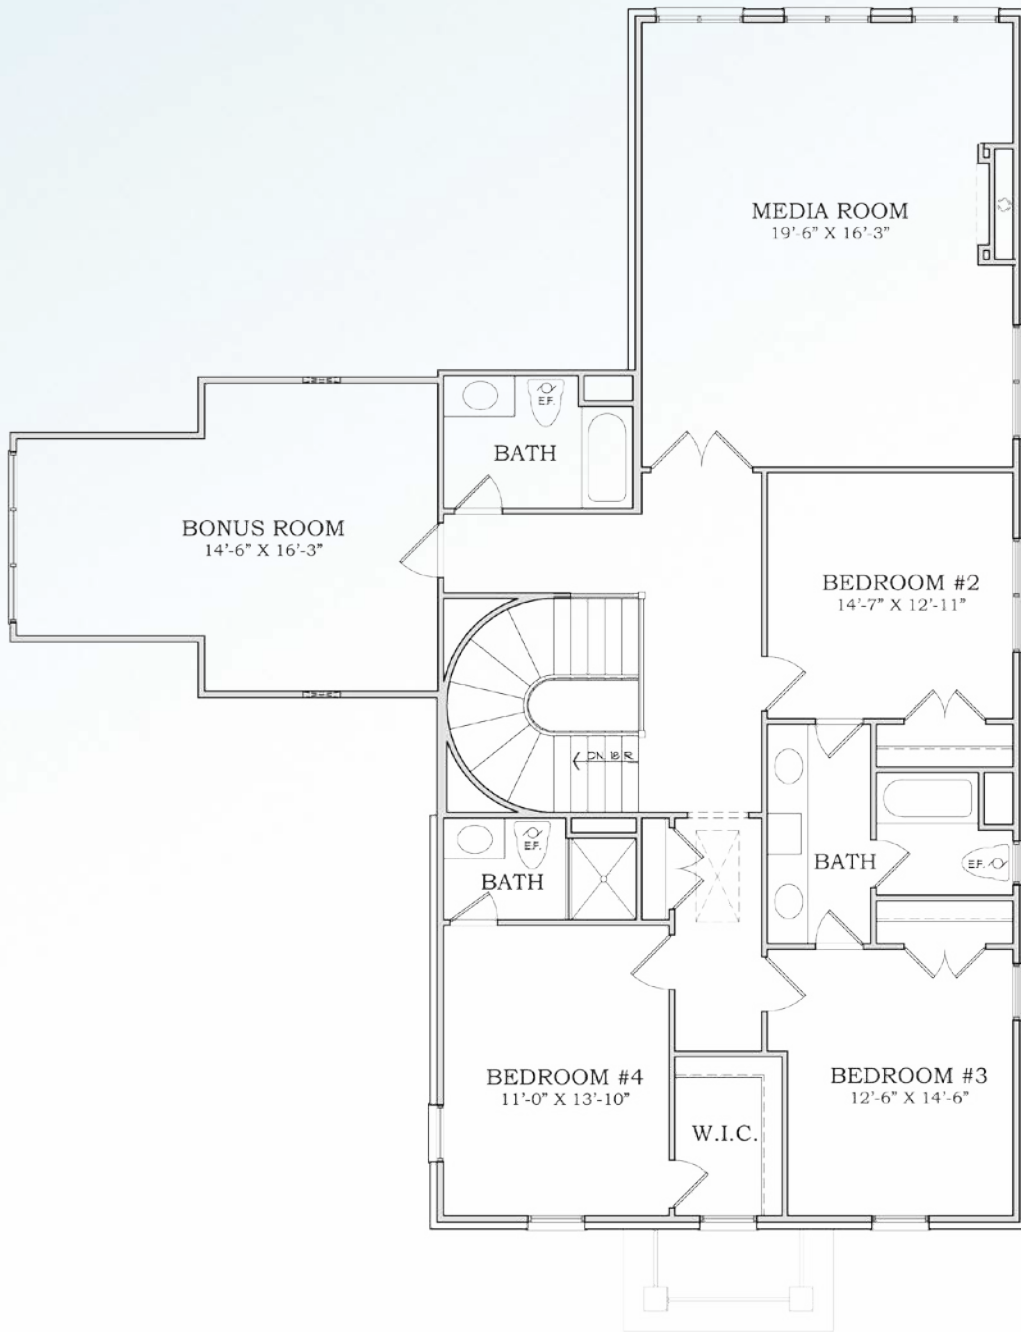 MEDIA ROOM
19'-6" X 16'-3"
E.F.
BATH
BONUS ROOM
14'-6" X 16'-3"
BEDROOM #2
14'-7" X 12'-11"
DN. 18 R
E.F.
BATH
BATH
E.F.
BEDROOM #4
11'-0" X 13'-10"
BEDROOM #3
12'-6" X 14'-6"
W.I.C.